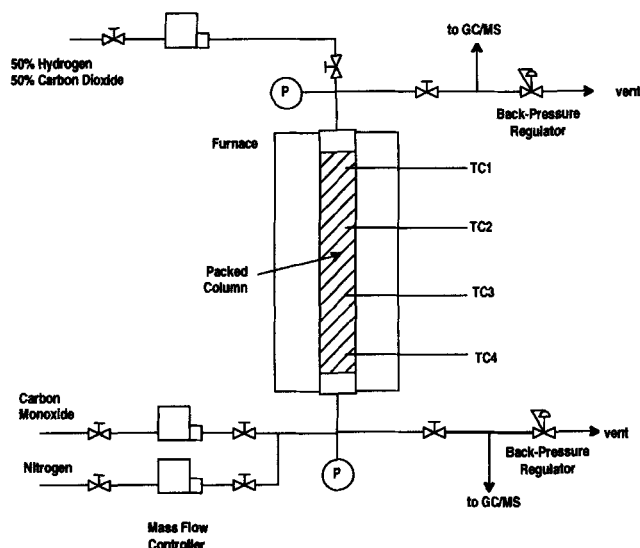 to GC/MS
50% Hydrogen
50% Carbon Dioxide
P
vent
Back-Pressure
Regulator
Furnace
TC1
TC2
Packed
Column
TC3
TC4
Carbon
Monoxide
vent
Nitrogen
P
Back-Pressure
Regulator
to GC/MS
Mass Flow
Controller